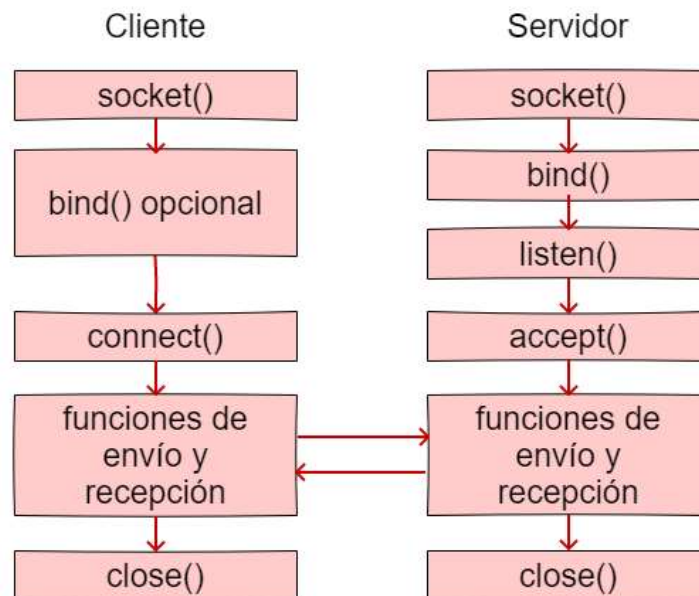 Cliente
socket()
bind() opcional
connect()
funciones de
envío y
recepción
close()
Servidor
socket()
bind()
listen()
accept()
funciones de
envío y
recepción
close()